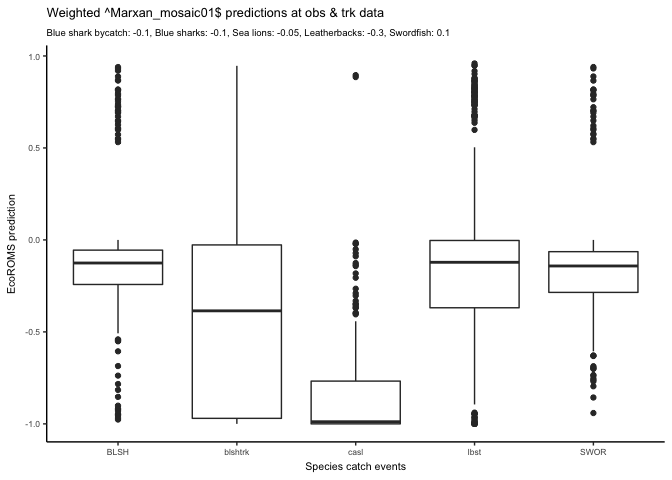 Weighted ^Marxan_mosaic01$ predictions at obs & trk data
Blue shark bycatch: -0.1, Blue sharks: -0.1, Sea lions: -0.05, Leatherbacks: -0.3, Swordfish: 0.1
1.0
0.5
0.0
-0.5
-1.0
EcoROMS prediction
BLSH
blshtrk
casl
lbst
SWOR
Species catch events